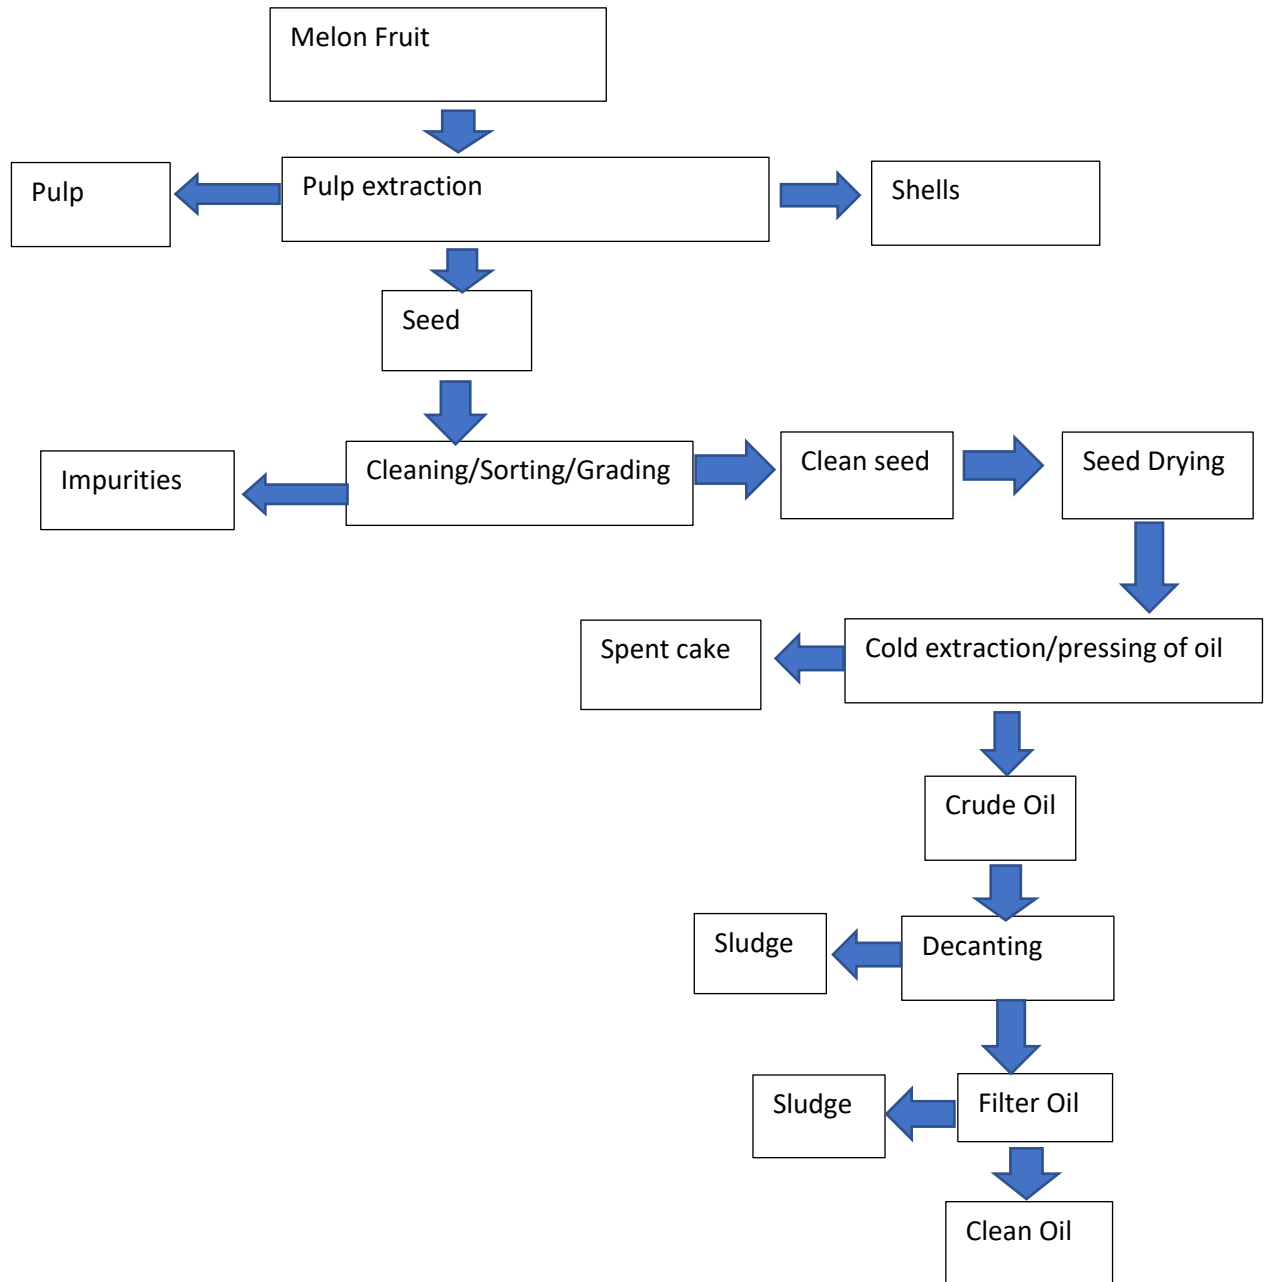 Melon Fruit
Pulp
Pulp extraction
Shells
Seed
Impurities
Cleaning/Sorting/Grading
Clean seed
Seed Drying
Spent cake
Cold extraction/pressing of oil
Crude Oil
Sludge
Decanting
Sludge
Filter Oil
Clean Oil